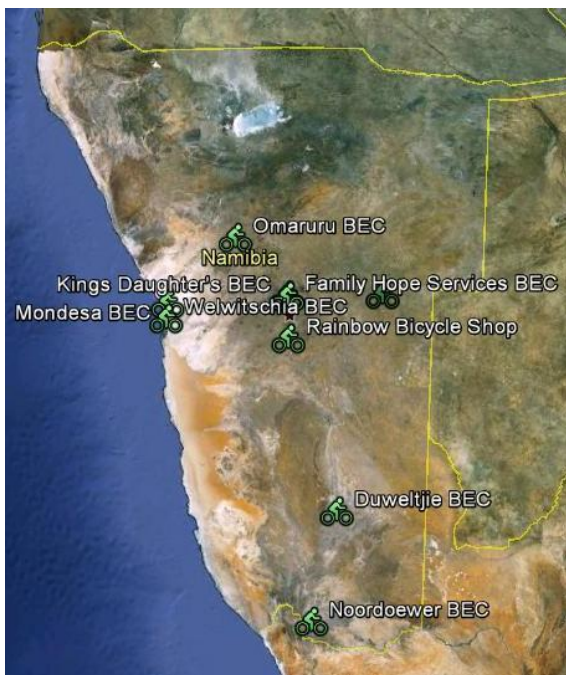 Omaruru BEC
Namibia
Kings Daughter's BEC
Family Hope Services BEC
Welwitschia BEC
Mondesa BEC
Rainbow Bicycle Shop
Duweltjie BEC
Noordoewer BEC